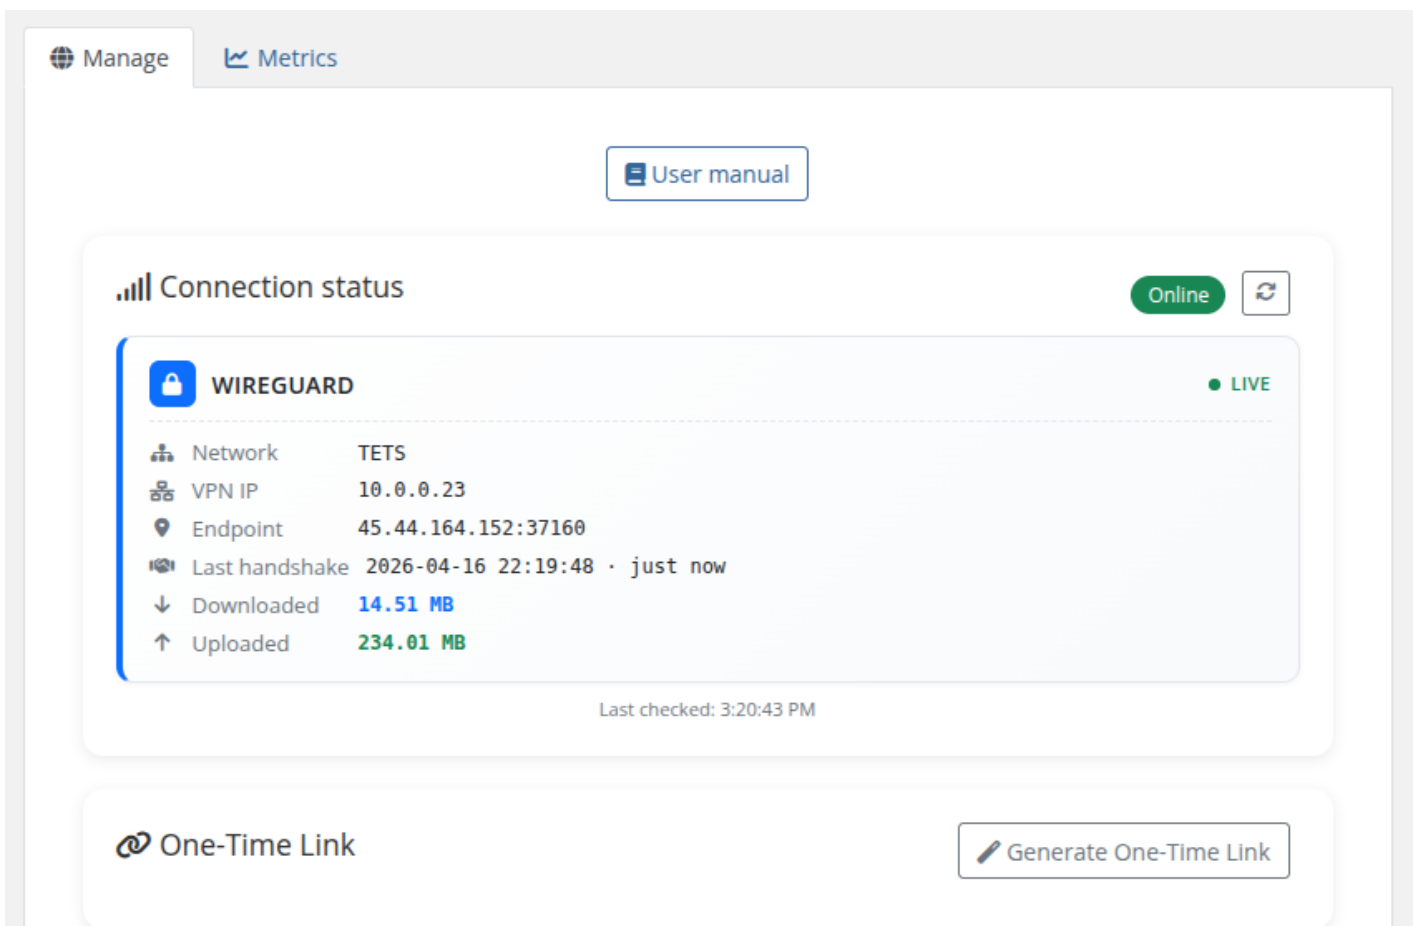 Manage Metrics
User manual
Connection status Online
WIREGUARD LIVE
Network TETS
VPN IP 10.0.0.23
Endpoint 45.44.164.152:37160
Last handshake 2026-04-16 22:19:48 · just now
Downloaded 14.51 MB
Uploaded 234.01 MB
Last checked: 3:20:43 PM
One-Time Link Generate One-Time Link